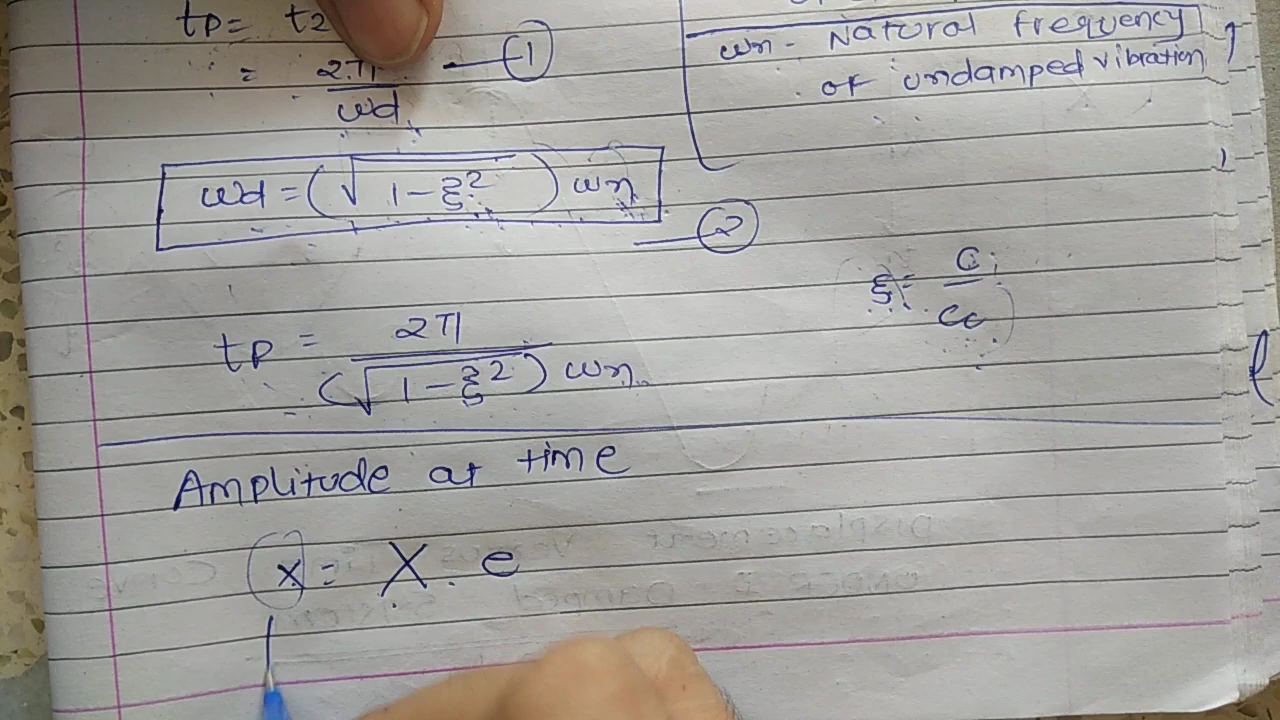 tp = t2
= 2π / ωd —①
ωn - Natural frequency
of undamped vibration
ωd = (√1-ξ²) ωn
—②
ξ = C / Cc
tp = 2π / (√1-ξ²) ωn
Amplitude at time
x = X. e